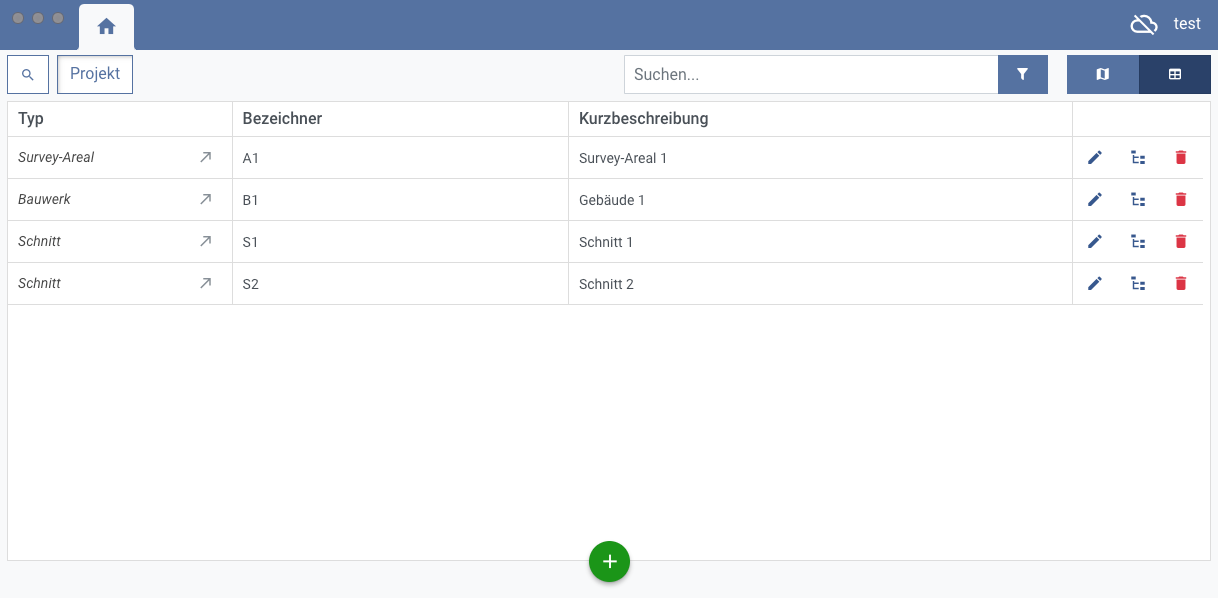 test
Projekt
Suchen...
Typ Bezeichner Kurzbeschreibung
Survey-Areal A1 Survey-Areal 1
Bauwerk B1 Gebäude 1
Schnitt S1 Schnitt 1
Schnitt S2 Schnitt 2